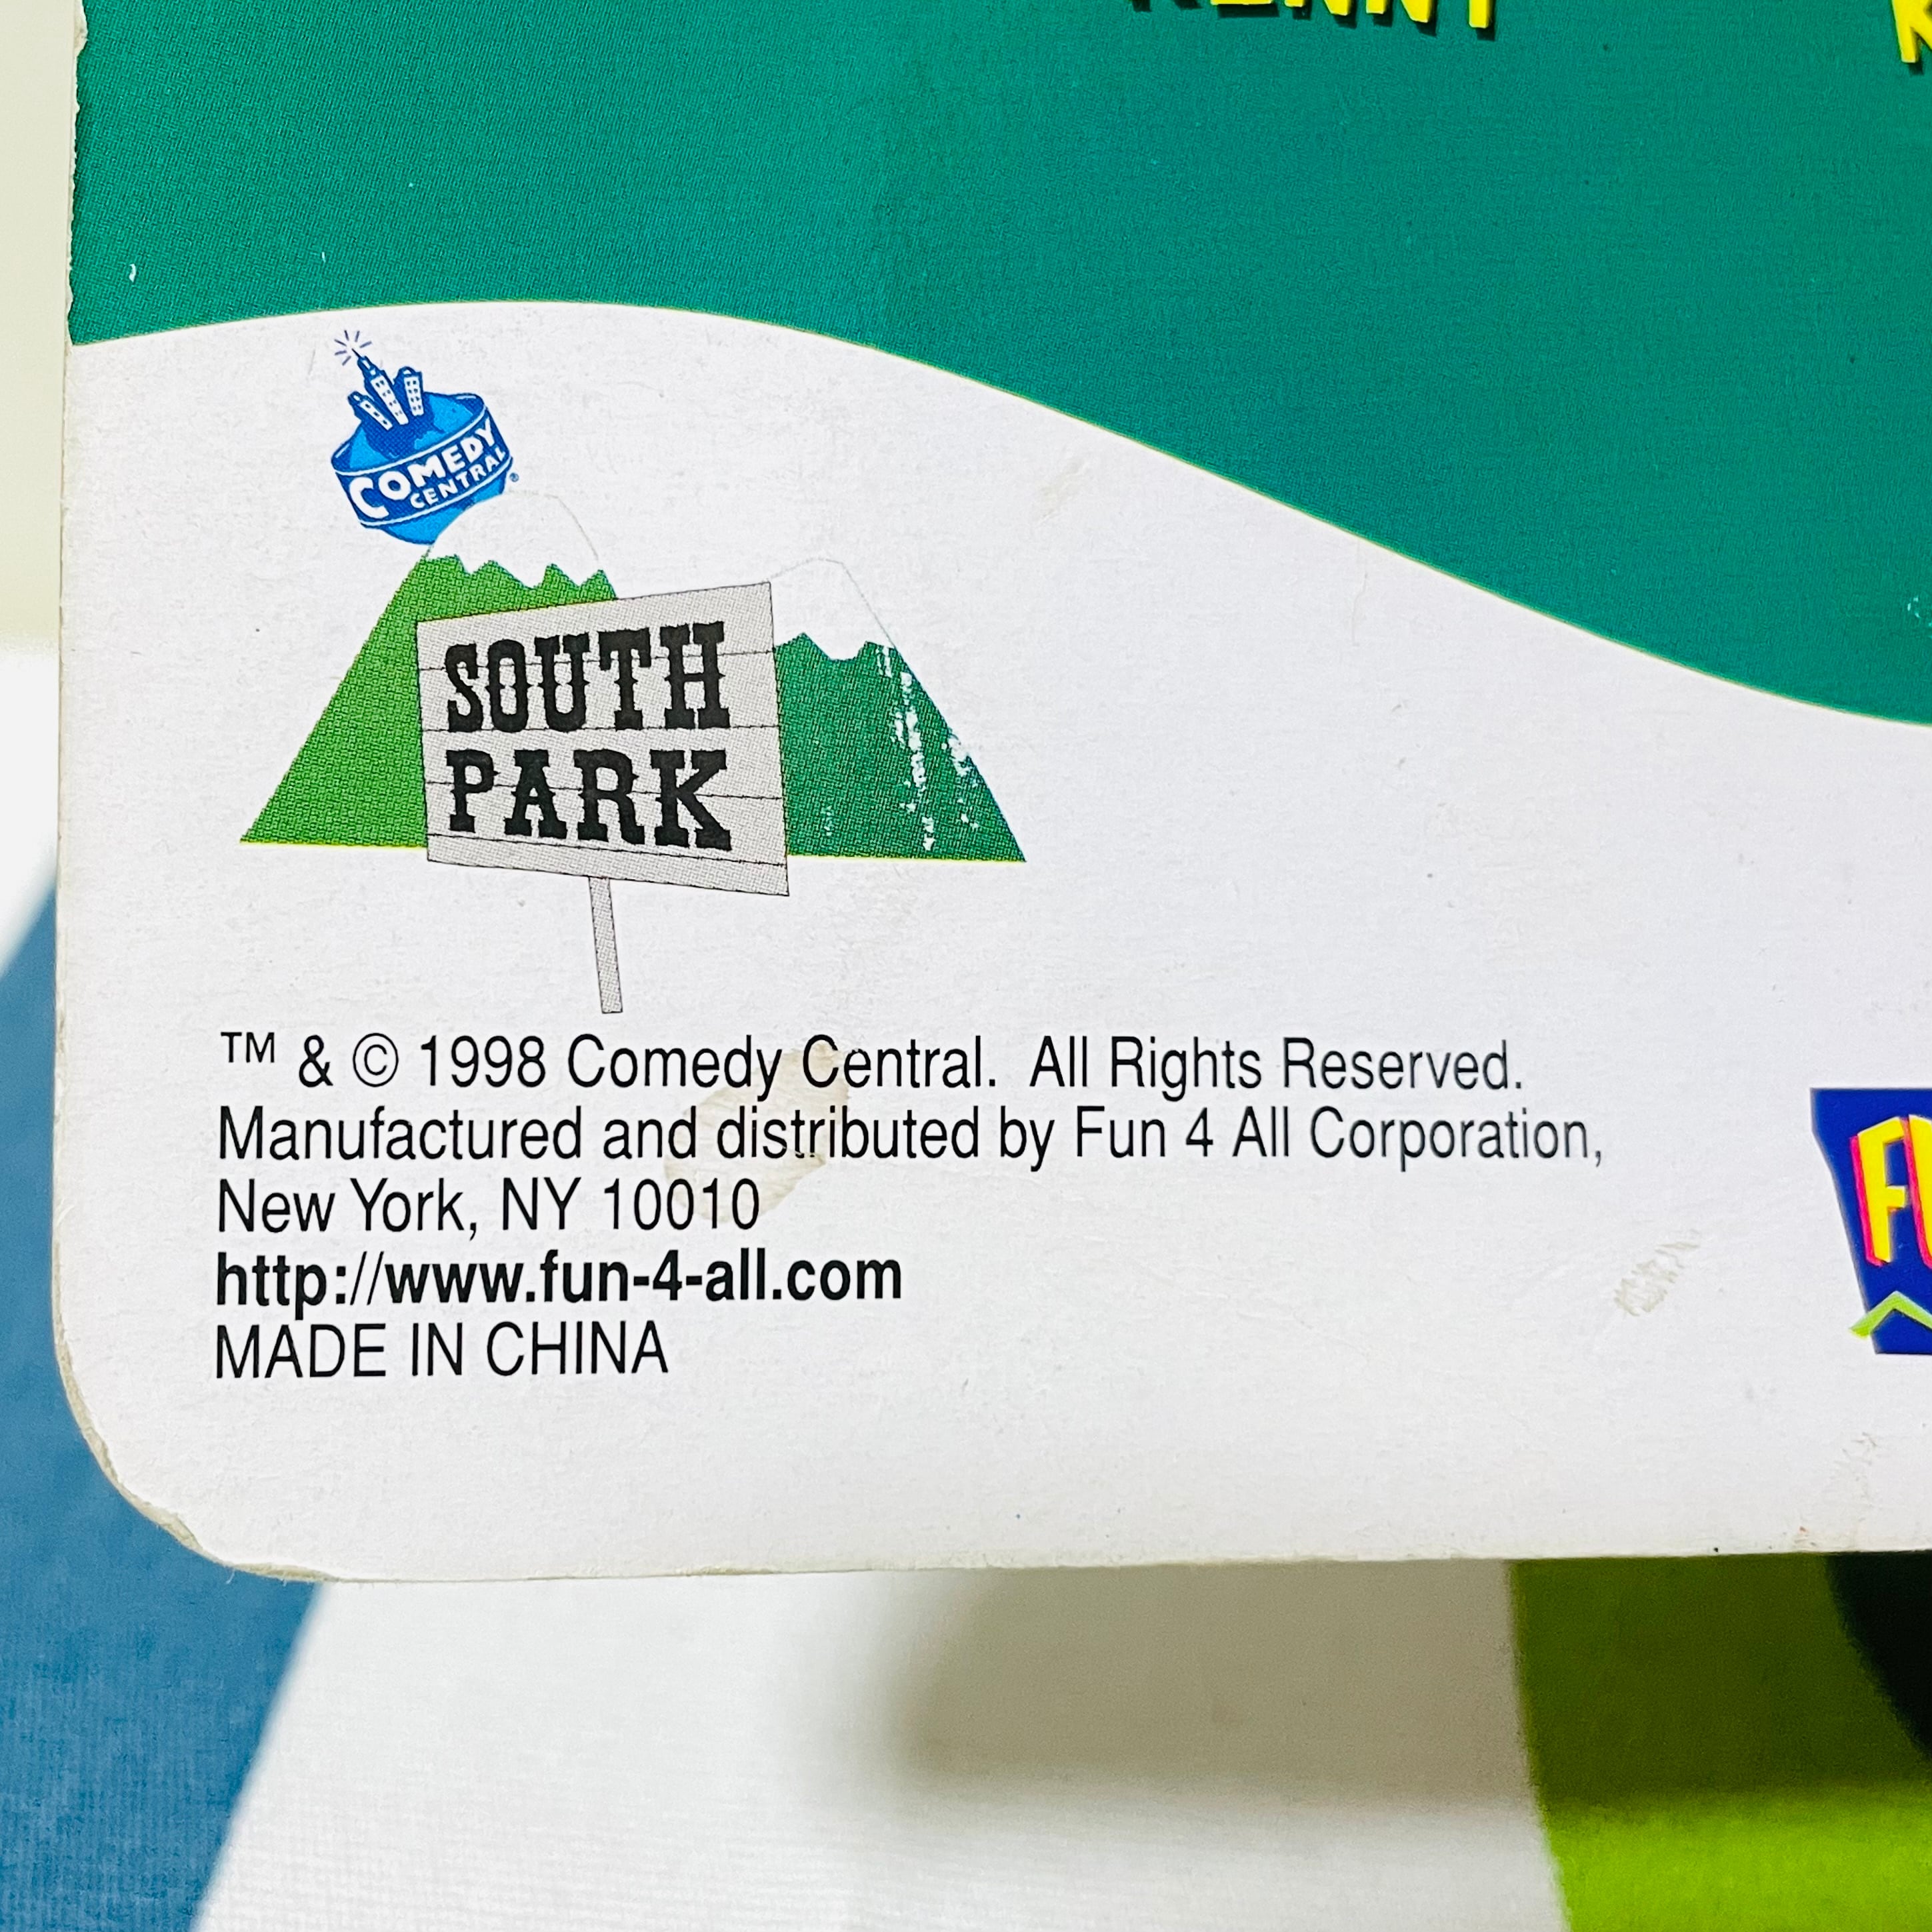 KENNY
COMEDY
CENTRAL®
SOUTH
PARK
™ & © 1998 Comedy Central. All Rights Reserved.
Manufactured and distributed by Fun 4 All Corporation,
New York, NY 10010
http://www.fun-4-all.com
MADE IN CHINA